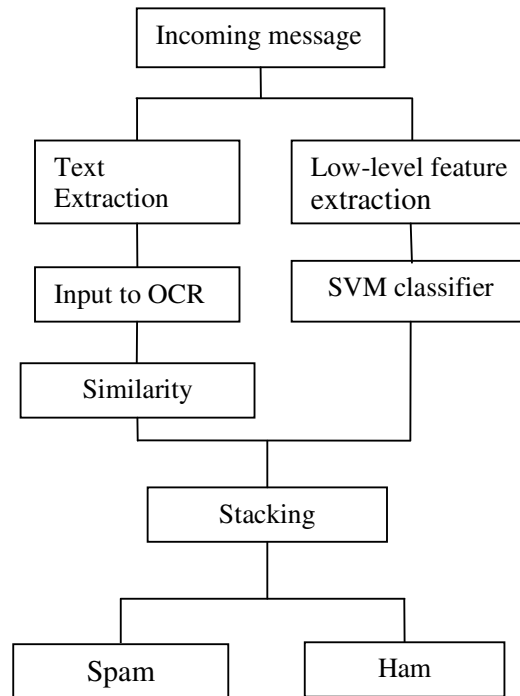 Incoming message
Text
Extraction
Low-level feature
extraction
Input to OCR
SVM classifier
Similarity
Stacking
Spam
Ham